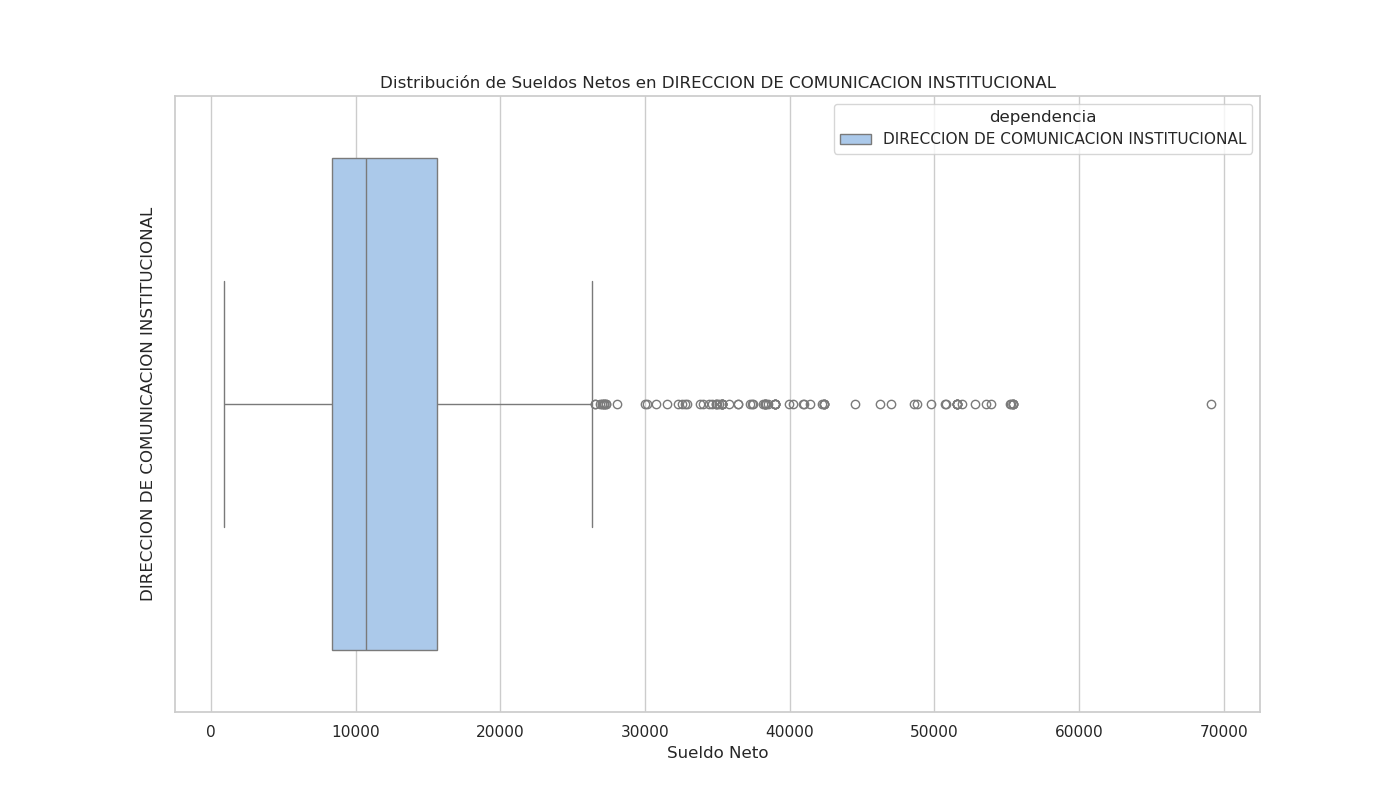 Distribución de Sueldos Netos en DIRECCION DE COMUNICACION INSTITUCIONAL
dependencia
DIRECCION DE COMUNICACION INSTITUCIONAL
DIRECCION DE COMUNICACION INSTITUCIONAL
0 10000 20000 30000 40000 50000 60000 70000
Sueldo Neto